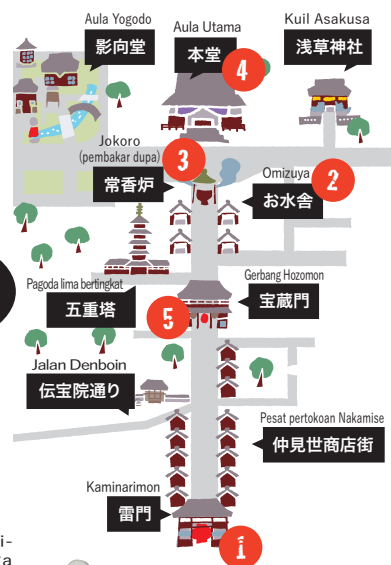 Aula Yogodo
影向堂
Aula Utama
本堂
4
Kuil Asakusa
浅草神社
Jokoro
(pembakar dupa)
3
常香炉
Omizuya
2
お水舎
Pagoda lima bertingkat
五重塔
5
Gerbang Hozomon
宝蔵門
Jalan Denboin
伝宝院通り
Pesat pertokoan Nakamise
仲見世商店街
Kaminarimon
雷門
1
i-
a